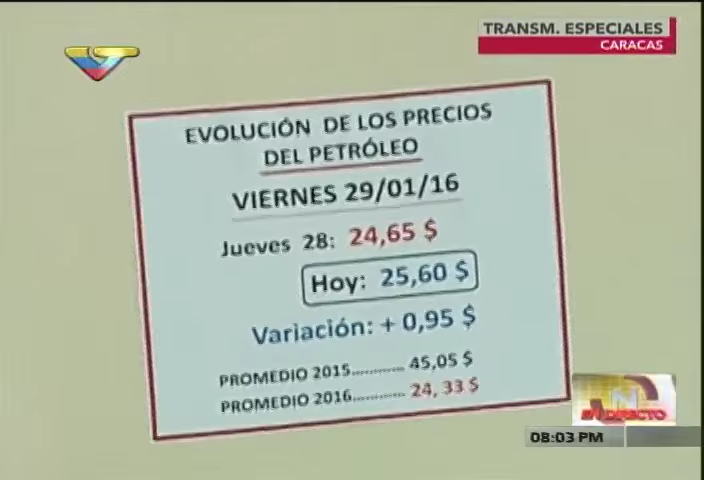 TRANSM. ESPECIALES
CARACAS
EVOLUCIÓN DE LOS PRECIOS
DEL PETRÓLEO
VIERNES 29/01/16
Jueves 28: 24,65 $
Hoy: 25,60 $
Variación: + 0,95 $
PROMEDIO 2015............ 45,05 $
PROMEDIO 2016............ 24, 33 $
EN DIRECTO
08:03 PM